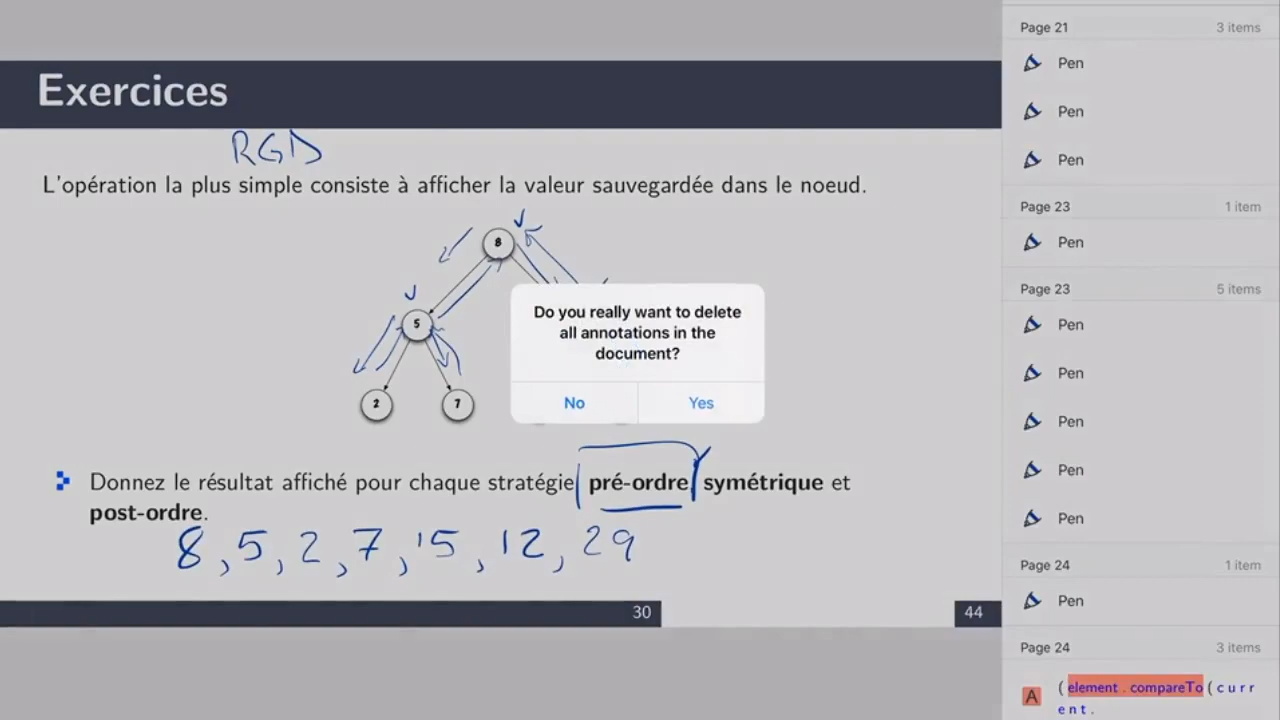 Exercices
RGD
L'opération la plus simple consiste à afficher la valeur sauvegardée dans le noeud.
8
5
2
7
Do you really want to delete
all annotations in the
document?
No
Yes
Donnez le résultat affiché pour chaque stratégie pré-ordre, symétrique et
post-ordre.
8, 5, 2, 7, 15, 12, 29
30
44
Page 21
3 items
Pen
Pen
Pen
Page 23
1 item
Pen
Page 23
5 items
Pen
Pen
Pen
Pen
Pen
Page 24
1 item
Pen
Page 24
3 items
A
(element.compareTo(curr
ent.